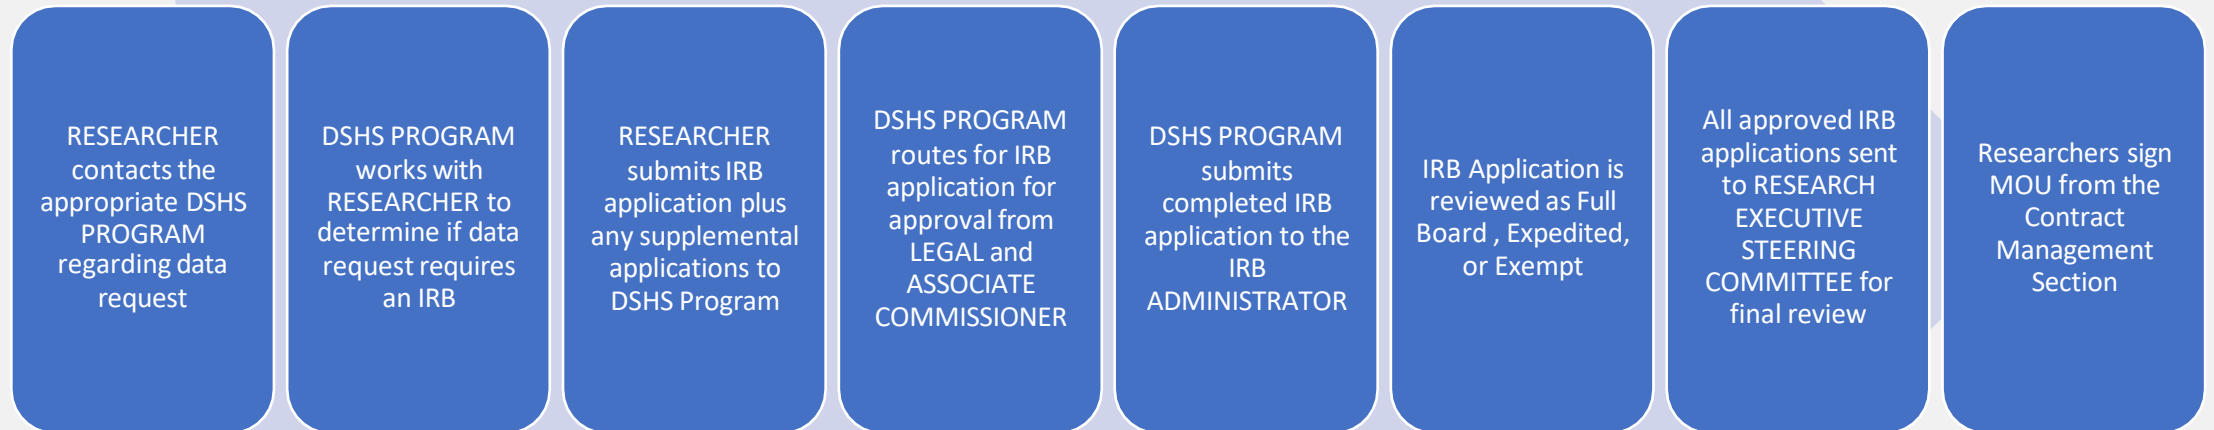 RESEARCHER
contacts the
appropriate DSHS
PROGRAM
regarding data
request
DSHS PROGRAM
works with
RESEARCHER to
determine if data
request requires
an IRB
RESEARCHER
submits IRB
application plus
any supplemental
applications to
DSHS Program
DSHS PROGRAM
routes for IRB
application for
approval from
LEGAL and
ASSOCIATE
COMMISSIONER
DSHS PROGRAM
submits
completed IRB
application to the
IRB
ADMINISTRATOR
IRB Application is
reviewed as Full
Board , Expedited,
or Exempt
All approved IRB
applications sent
to RESEARCH
EXECUTIVE
STEERING
COMMITTEE for
final review
Researchers sign
MOU from the
Contract
Management
Section